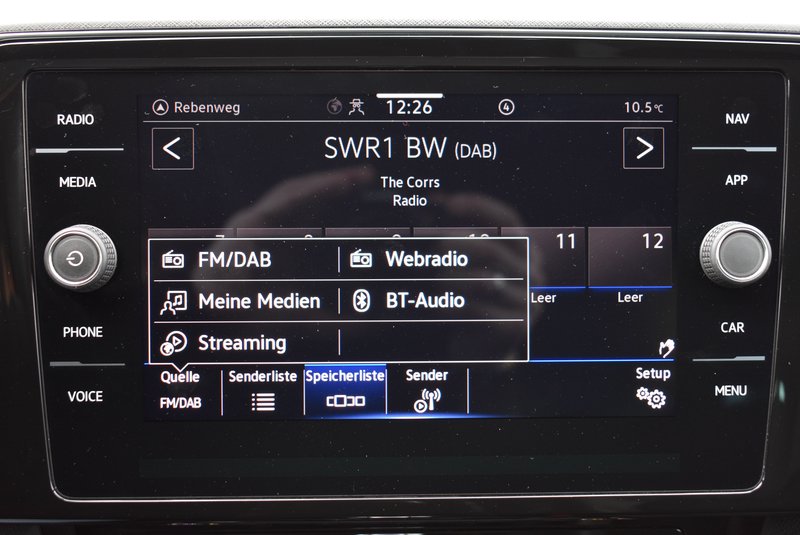 RADIO
MEDIA
PHONE
VOICE
Rebenweg 12:26 4 10.5°C
< SWR1 BW (DAB) >
The Corrs
Radio
11 12
Leer Leer
FM/DAB Webradio
Meine Medien BT-Audio
Streaming
Quelle Senderliste Speicherliste Sender Setup
FM/DAB
NAV
APP
CAR
MENU